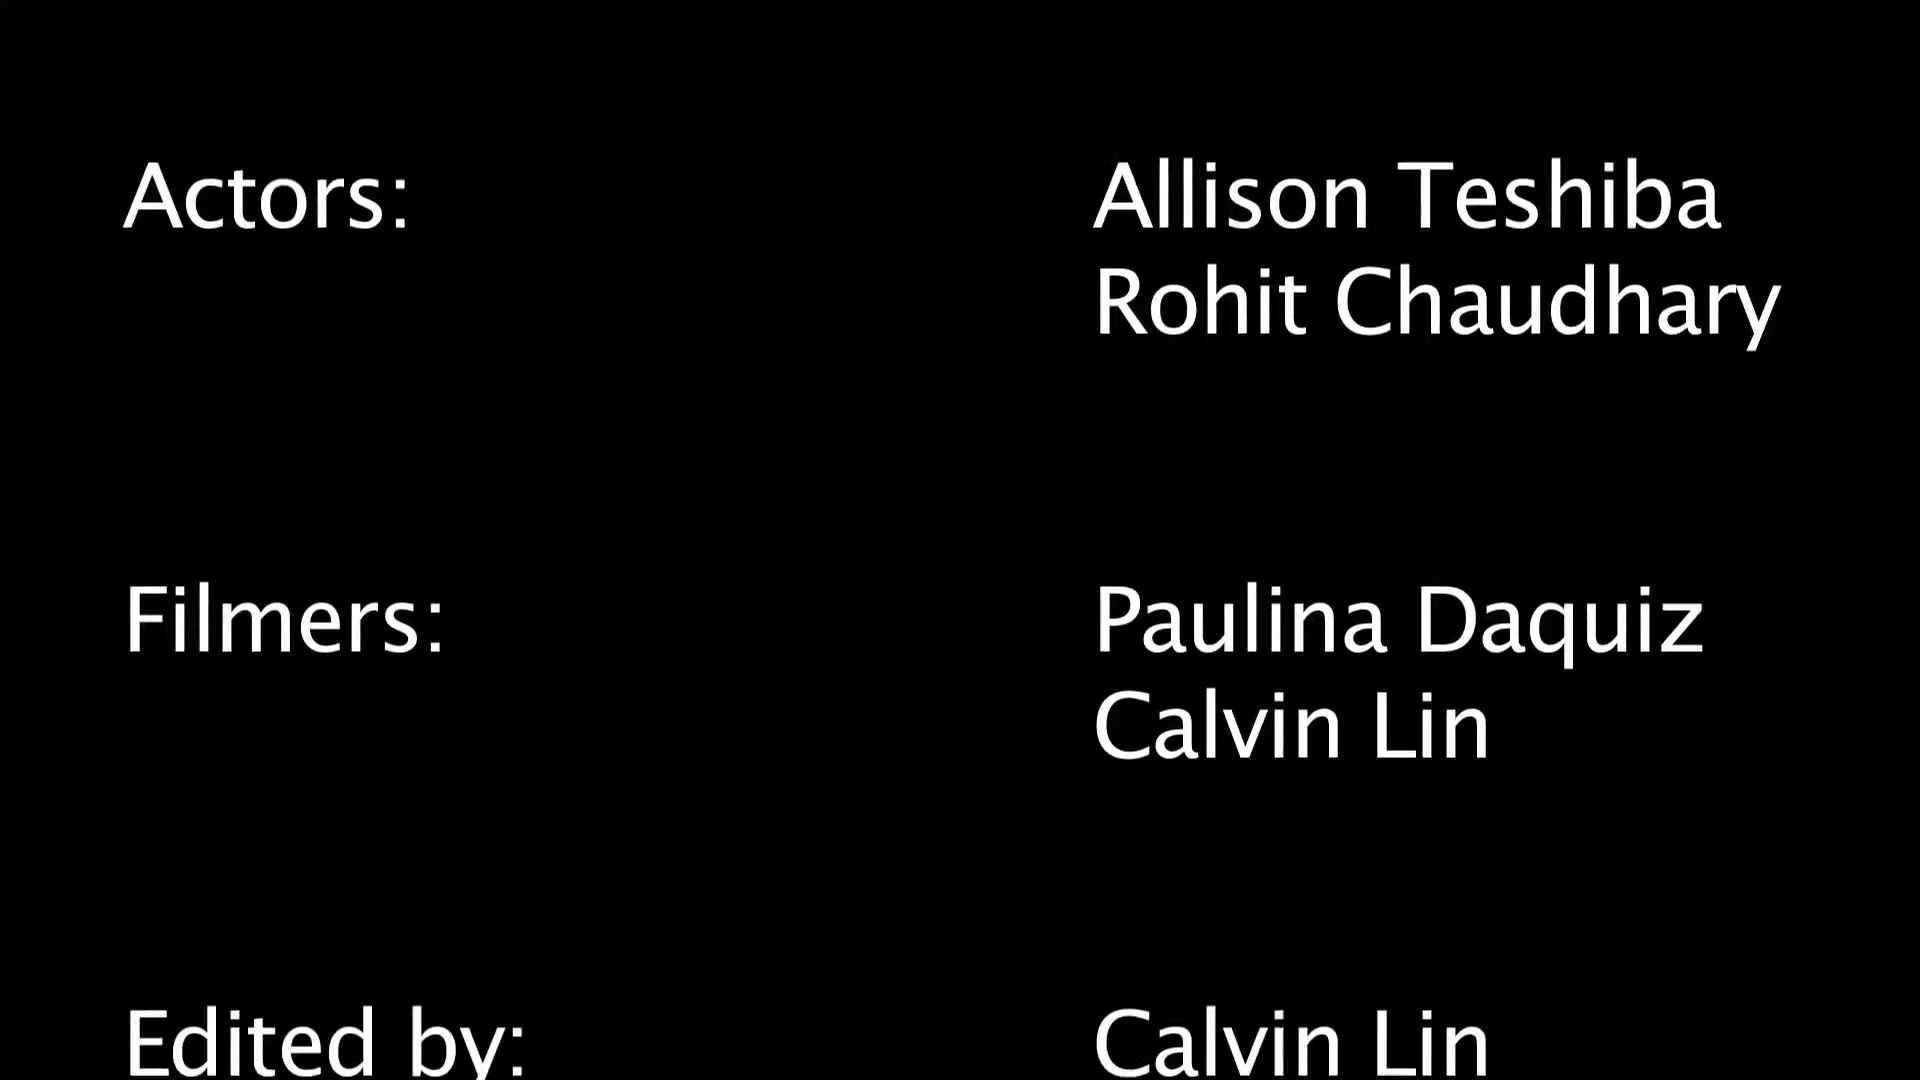 Actors: Allison Teshiba
Rohit Chaudhary
Filmers: Paulina Daquiz
Calvin Lin
Edited by: Calvin Lin